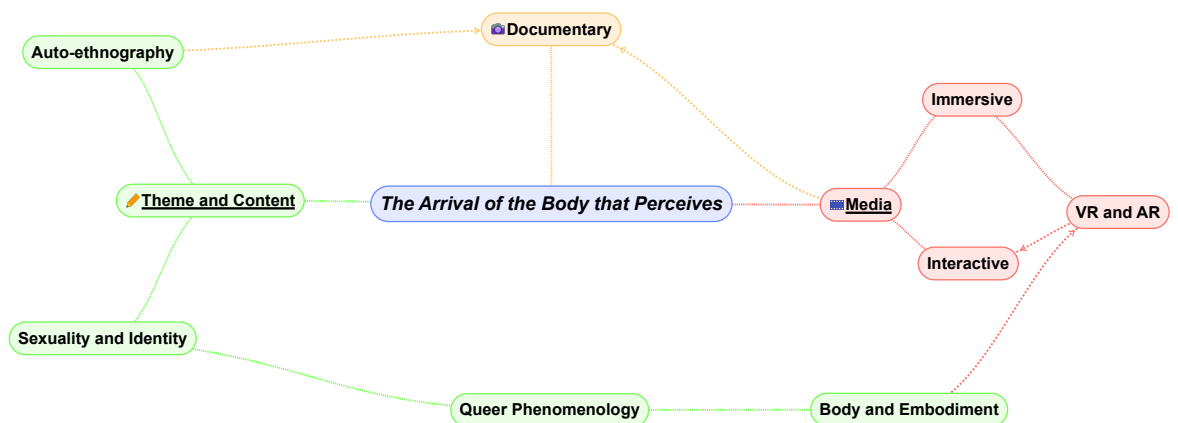 Documentary
Auto-ethnography
Immersive
Theme and Content
The Arrival of the Body that Perceives
Media
VR and AR
Interactive
Sexuality and Identity
Queer Phenomenology
Body and Embodiment